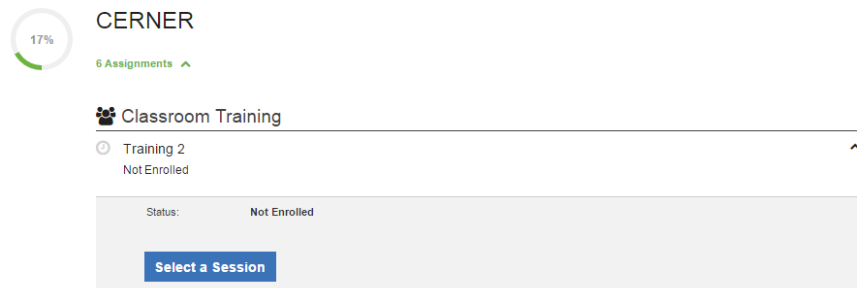 17%
CERNER
6 Assignments
Classroom Training
Training 2
Not Enrolled
Status: Not Enrolled
Select a Session